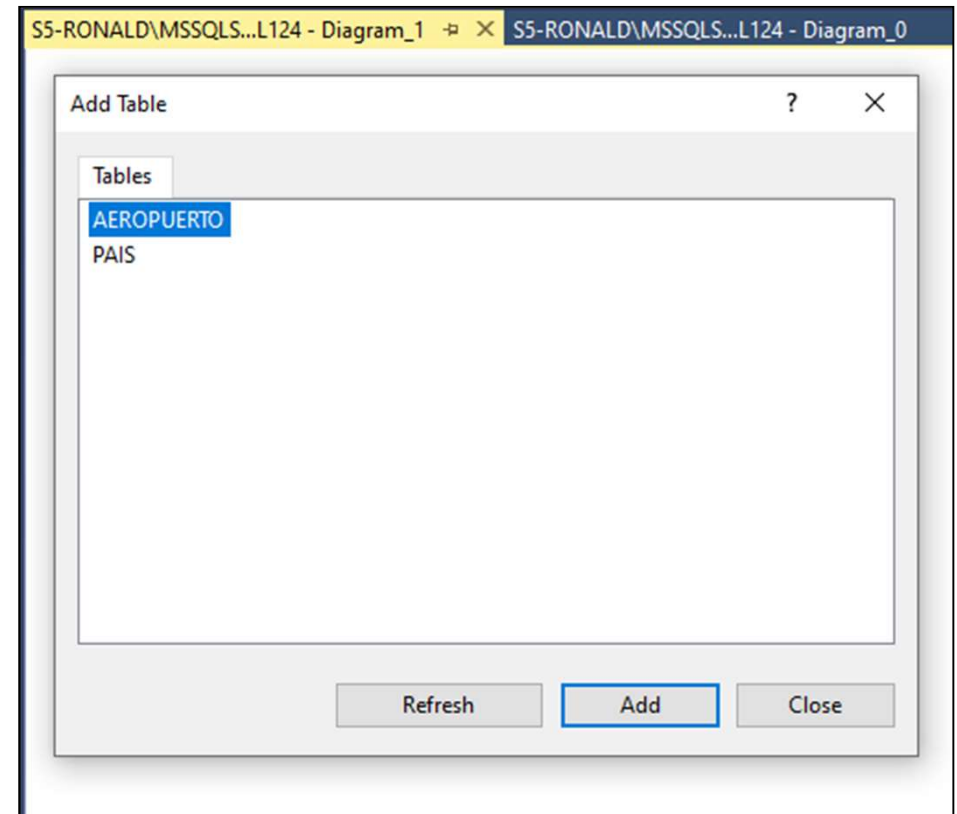 S5-RONALD\MSSQLS...L124 - Diagram_1 S5-RONALD\MSSQLS...L124 - Diagram_0
Add Table ?
Tables
AEROPUERTO
PAIS
Refresh Add Close